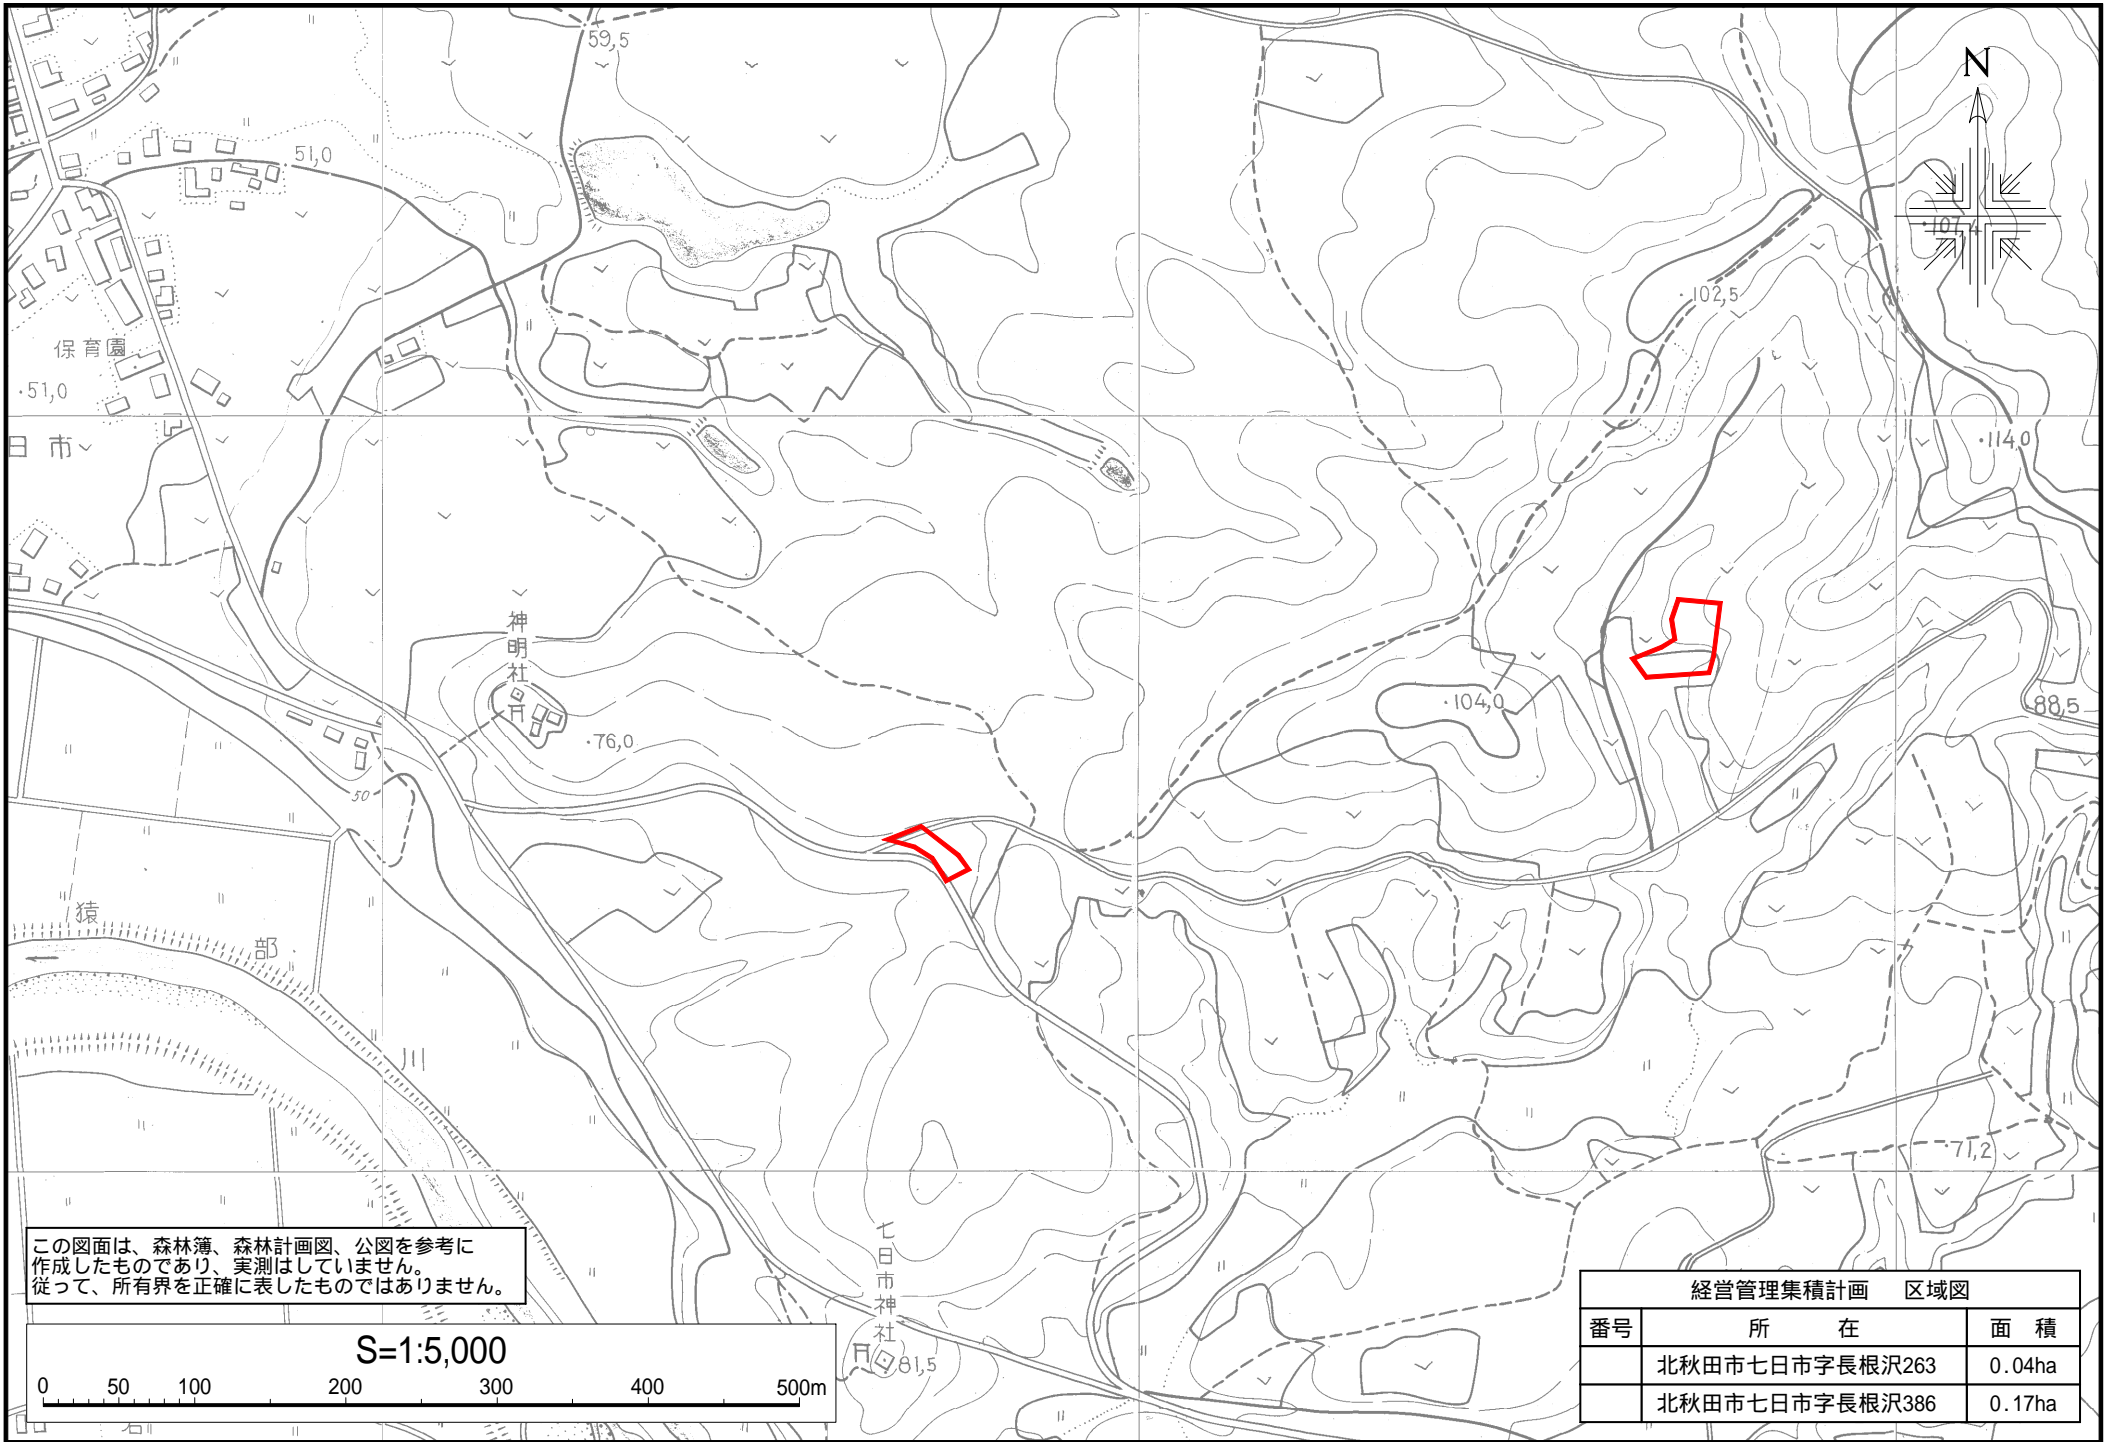 59,5
N
51,0
107,4
102,5
保育園
・51,0
・114,0
日市
神明社
・104,0
88,5
・76,0
50
猿
部
川
・71,2
七日市神社
81,5
この図面は、森林簿、森林計画図、公図を参考に
作成したものであり、実測はしていません。
従って、所有界を正確に表したものではありません。
S=1:5,000
0 50 100 200 300 400 500m
経営管理集積計画 区域図
番号 所 在 面 積
北秋田市七日市字長根沢263 0.04ha
北秋田市七日市字長根沢386 0.17ha